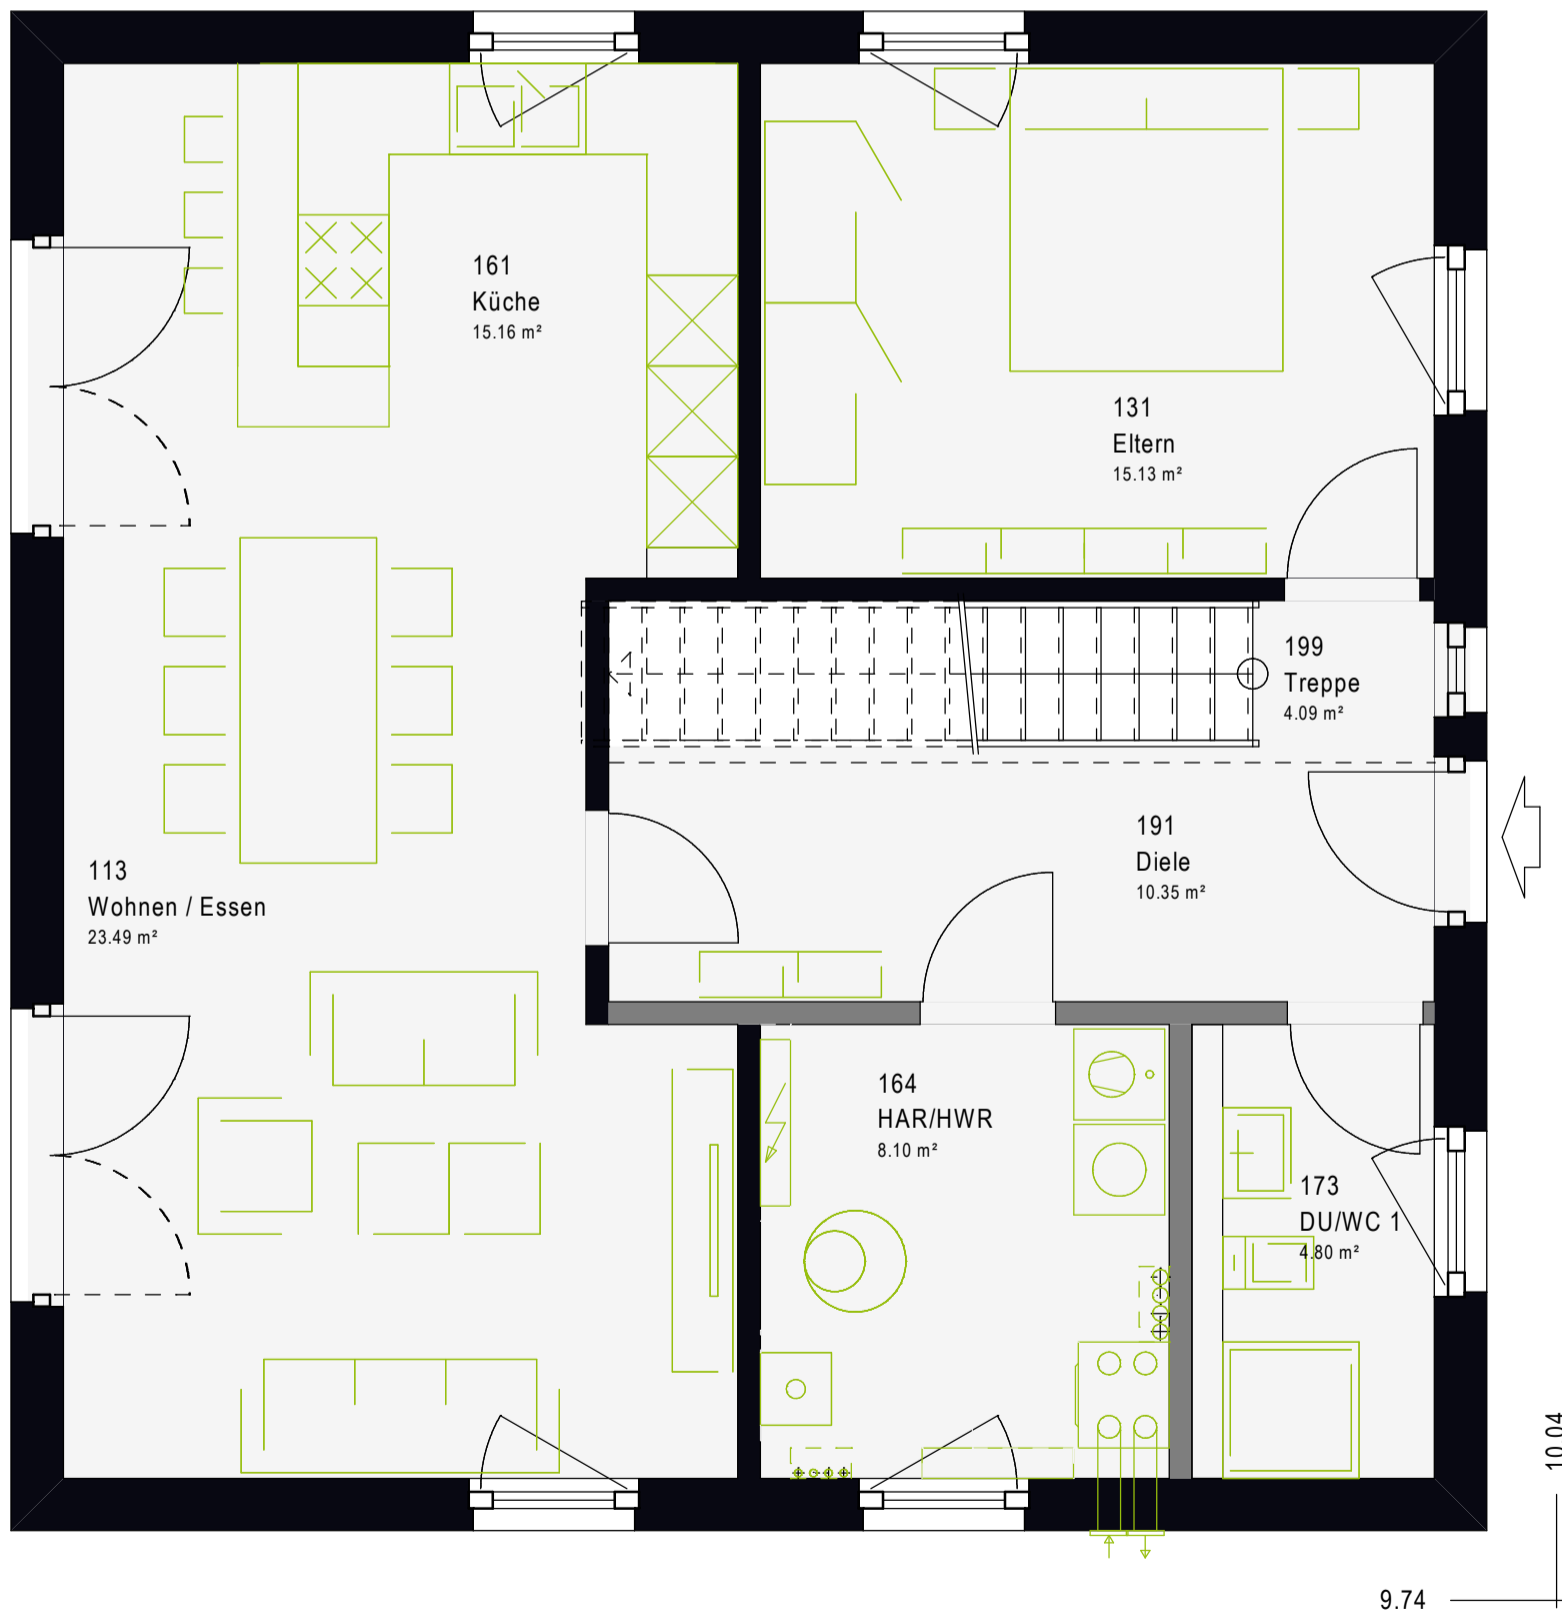 161
Küche
15.16 m²
131
Eltern
15.13 m²
199
Treppe
4.09 m²
191
Diele
10.35 m²
113
Wohnen / Essen
23.49 m²
164
HAR/HWR
8.10 m²
173
DU/WC 1
4.80 m²
10.04
9.74